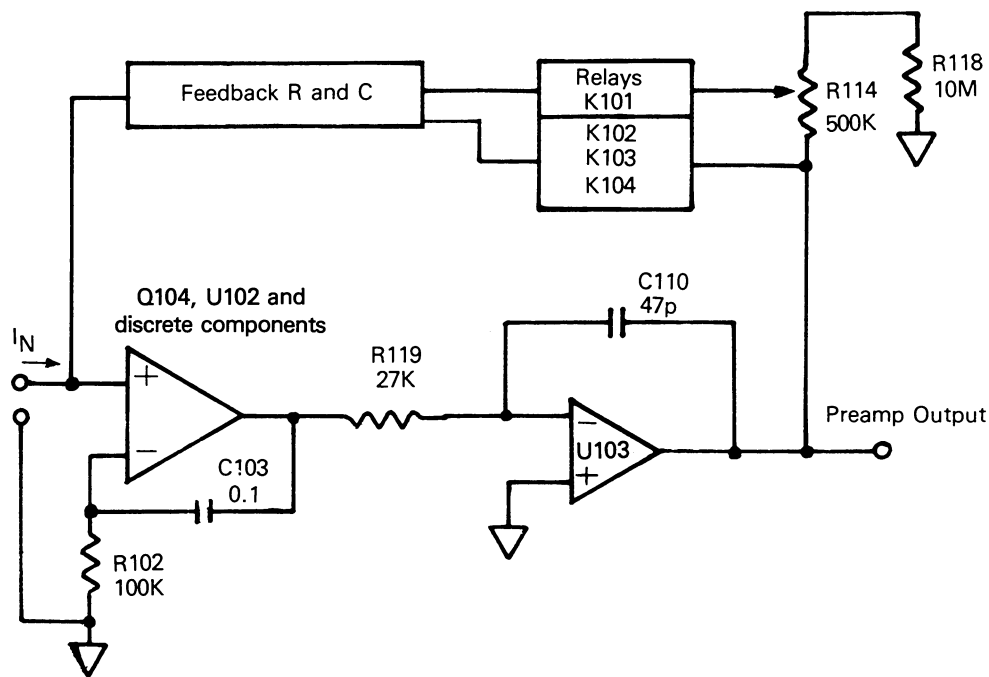 Feedback R and C
Relays
K101
K102
K103
K104
R114
500K
R118
10M
Q104, U102 and
discrete components
IN
+
−
C103
0.1
R102
100K
R119
27K
C110
47p
−
U103
+
Preamp Output